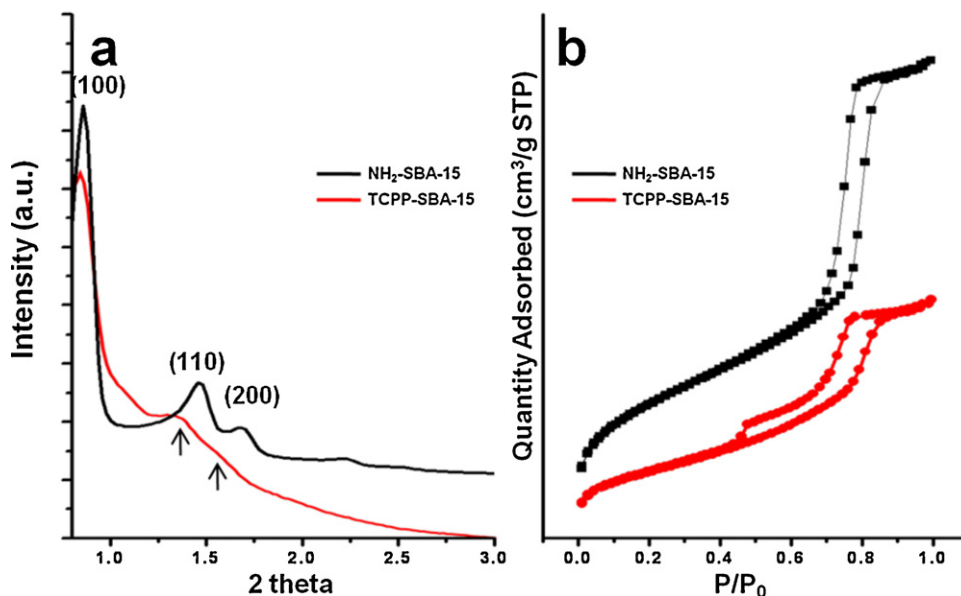 a
(100)
NH₂-SBA-15
TCPP-SBA-15
(110)
(200)
Intensity (a.u.)
1.0 1.5 2.0 2.5 3.0
2 theta
b
NH₂-SBA-15
TCPP-SBA-15
Quantity Adsorbed (cm³/g STP)
0.0 0.2 0.4 0.6 0.8 1.0
P/P₀